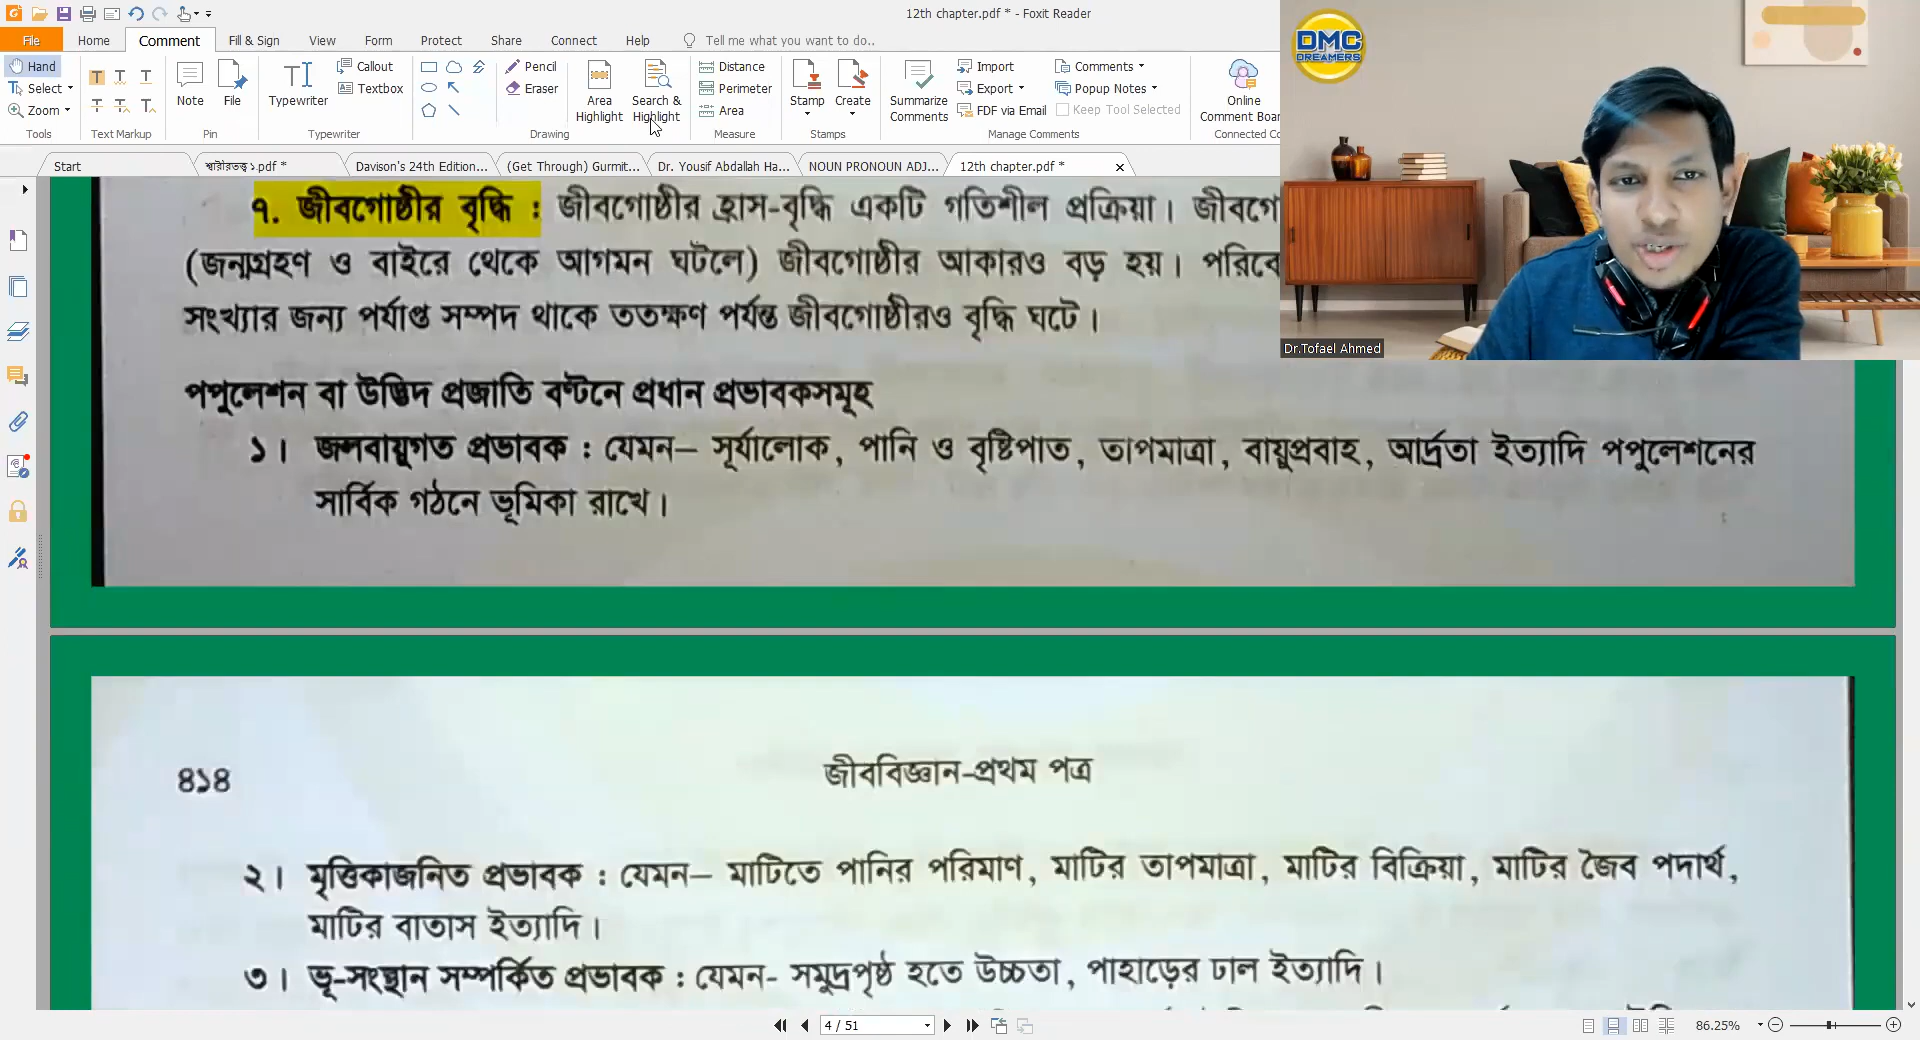 12th chapter.pdf * - Foxit Reader
File Home Comment Fill & Sign View Form Protect Share Connect Help Tell me what you want to do..
Hand
Select
Zoom
Tools
Text Markup
Note
File
Pin
Typewriter
Callout
Textbox
Typewriter
Pencil
Eraser
Area Highlight
Search & Highlight
Drawing
Distance
Perimeter
Area
Measure
Stamp
Create
Stamps
Summarize Comments
Import
Export
FDF via Email
Comments
Popup Notes
Keep Tool Selected
Manage Comments
Online
Comment Boar
Connected Co
DMC
DREAMERS
Dr.Tofael Ahmed
Start
শারীরতত্ত্ব ১.pdf *
Davison's 24th Edition...
(Get Through) Gurmit...
Dr. Yousif Abdallah Ha...
NOUN PRONOUN ADJ...
12th chapter.pdf *
৭. জীবগোষ্ঠীর বৃদ্ধি : জীবগোষ্ঠীর হ্রাস-বৃদ্ধি একটি গতিশীল প্রক্রিয়া। জীবগো
(জন্মগ্রহণ ও বাইরে থেকে আগমন ঘটলে) জীবগোষ্ঠীর আকারও বড় হয়। পরিবে
সংখ্যার জন্য পর্যাপ্ত সম্পদ থাকে ততক্ষণ পর্যন্ত জীবগোষ্ঠীরও বৃদ্ধি ঘটে।
পপুলেশন বা উদ্ভিদ প্রজাতি বণ্টনে প্রধান প্রভাবকসমূহ
১। জলবায়ুগত প্রভাবক : যেমন– সূর্যালোক, পানি ও বৃষ্টিপাত, তাপমাত্রা, বায়ুপ্রবাহ, আর্দ্রতা ইত্যাদি পপুলেশনের
সার্বিক গঠনে ভূমিকা রাখে।
৪১৪ জীববিজ্ঞান-প্রথম পত্র
২। মৃত্তিকাজনিত প্রভাবক : যেমন– মাটিতে পানির পরিমাণ, মাটির তাপমাত্রা, মাটির বিক্রিয়া, মাটির জৈব পদার্থ,
মাটির বাতাস ইত্যাদি।
৩। ভূ-সংস্থান সম্পর্কিত প্রভাবক : যেমন- সমুদ্রপৃষ্ঠ হতে উচ্চতা, পাহাড়ের ঢাল ইত্যাদি।
4 / 51
86.25%